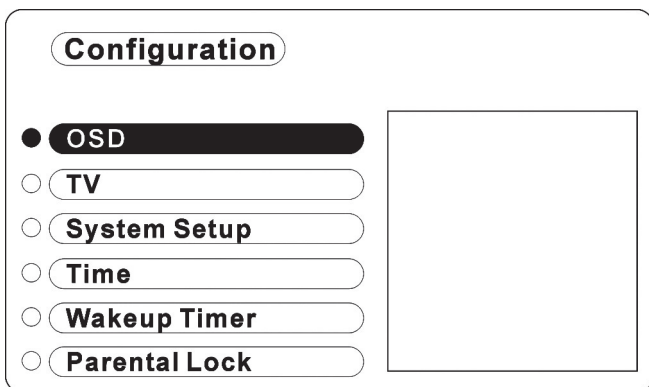 Configuration
OSD
TV
System Setup
Time
Wakeup Timer
Parental Lock